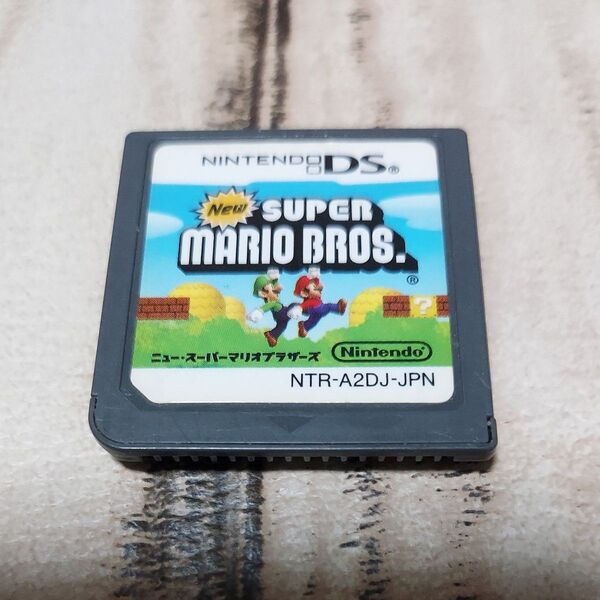 NINTENDO DS®
New SUPER
MARIO BROS.®
?
ニュー・スーパーマリオブラザーズ
Nintendo
NTR-A2DJ-JPN